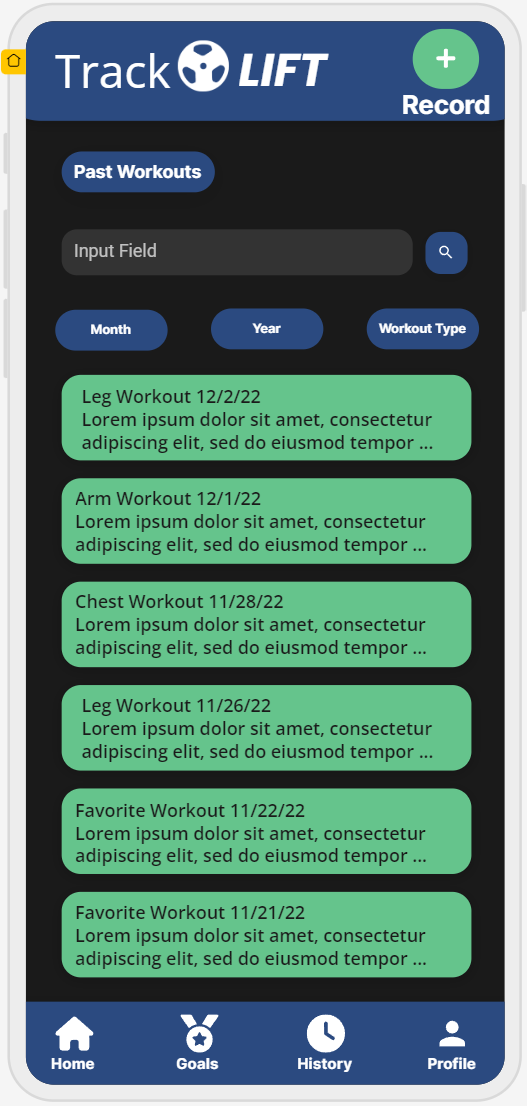 Track LIFT
Record
Past Workouts
Input Field
Month Year Workout Type
Leg Workout 12/2/22
Lorem ipsum dolor sit amet, consectetur
adipiscing elit, sed do eiusmod tempor ...
Arm Workout 12/1/22
Lorem ipsum dolor sit amet, consectetur
adipiscing elit, sed do eiusmod tempor ...
Chest Workout 11/28/22
Lorem ipsum dolor sit amet, consectetur
adipiscing elit, sed do eiusmod tempor ...
Leg Workout 11/26/22
Lorem ipsum dolor sit amet, consectetur
adipiscing elit, sed do eiusmod tempor ...
Favorite Workout 11/22/22
Lorem ipsum dolor sit amet, consectetur
adipiscing elit, sed do eiusmod tempor ...
Favorite Workout 11/21/22
Lorem ipsum dolor sit amet, consectetur
adipiscing elit, sed do eiusmod tempor ...
Home Goals History Profile